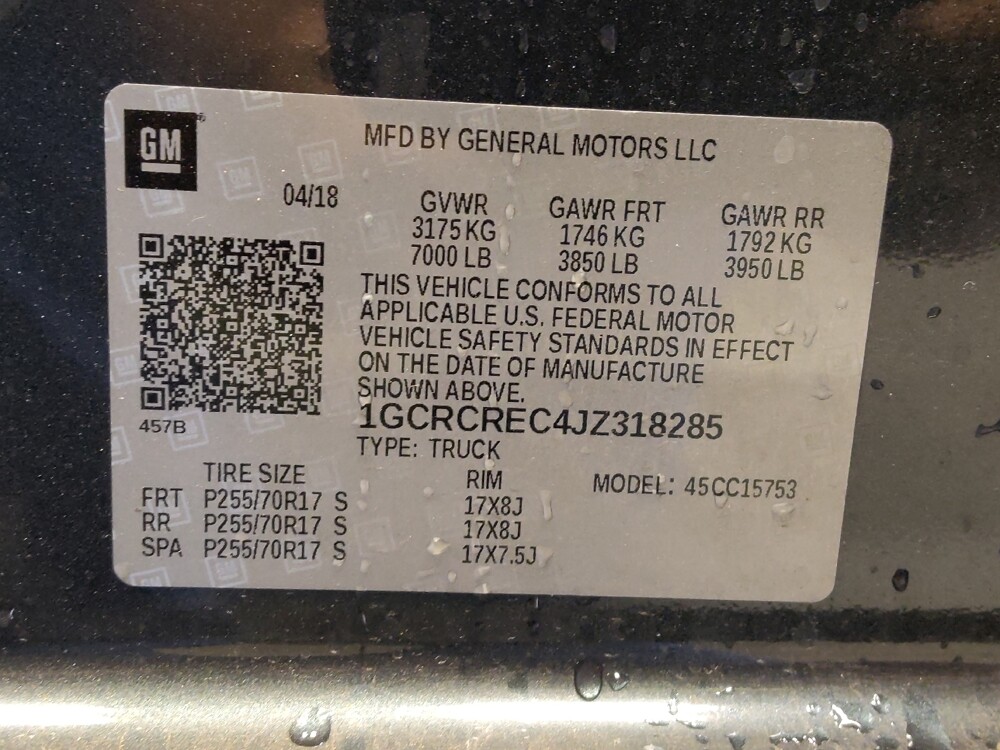 GM
MFD BY GENERAL MOTORS LLC
04/18
GVWR GAWR FRT GAWR RR
3175 KG 1746 KG 1792 KG
7000 LB 3850 LB 3950 LB
THIS VEHICLE CONFORMS TO ALL
APPLICABLE U.S. FEDERAL MOTOR
VEHICLE SAFETY STANDARDS IN EFFECT
ON THE DATE OF MANUFACTURE
SHOWN ABOVE.
457B
1GCRCREC4JZ318285
TYPE: TRUCK
TIRE SIZE RIM MODEL: 45CC15753
FRT P255/70R17 S 17X8J
RR P255/70R17 S 17X8J
SPA P255/70R17 S 17X7.5J